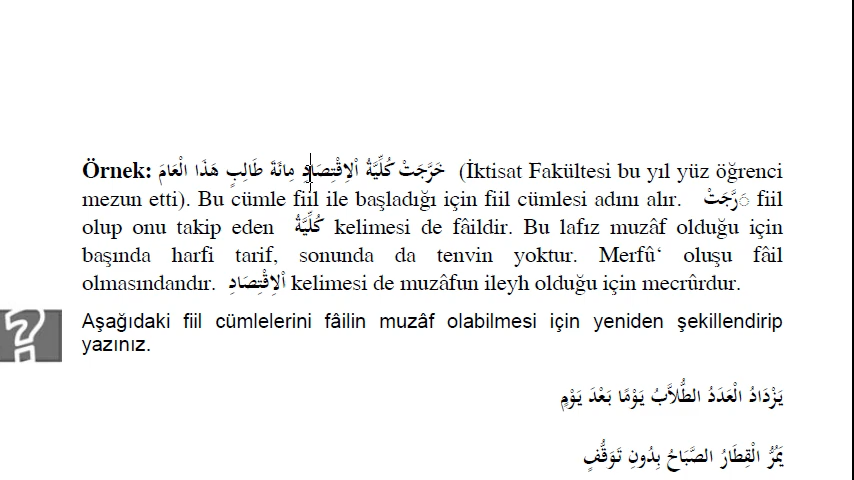 Örnek: خَرَّجَتْ كُلِّيَّةُ اْلاِقْتِصَادِ مِائَةَ طَالِبٍ هَذَا الْعَامَ (İktisat Fakültesi bu yıl yüz öğrenci
mezun etti). Bu cümle fiil ile başladığı için fiil cümlesi adını alır. َرَّجَتْ fiil
olup onu takip eden كُلِّيَّةُ kelimesi de fâildir. Bu lafız muzâf olduğu için
başında harfi tarif, sonunda da tenvin yoktur. Merfû‘ oluşu fâil
olmasındandır. اْلاِقْتِصَادِ kelimesi de muzâfun ileyh olduğu için mecrûrdur.
Aşağıdaki fiil cümlelerini fâilin muzâf olabilmesi için yeniden şekillendirip
yazınız.
يَزْدَادُ الْعَدَدُ الطُّلاَّبُ يَوْمًا بَعْدَ يَوْمٍ
يَمُرُّ الْقِطَارُ الصَّبَاحُ بِدُونِ تَوَقُّفٍ